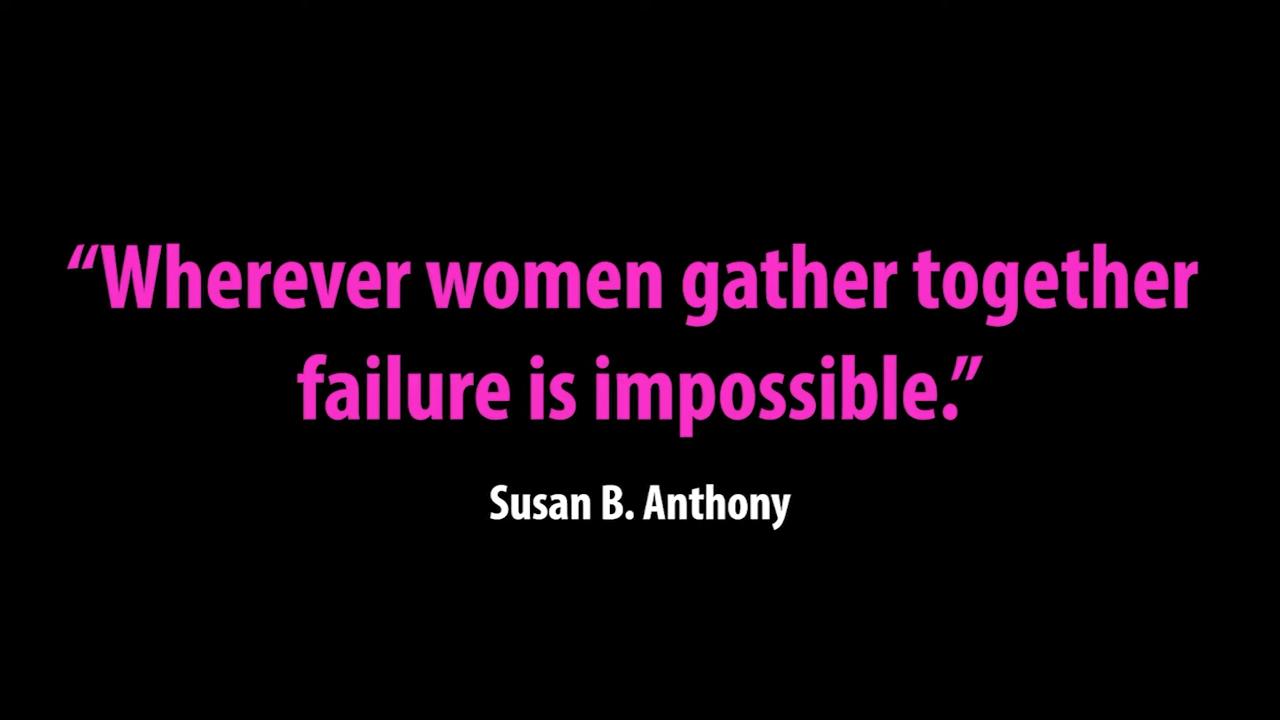 “Wherever women gather together
failure is impossible.”
Susan B. Anthony